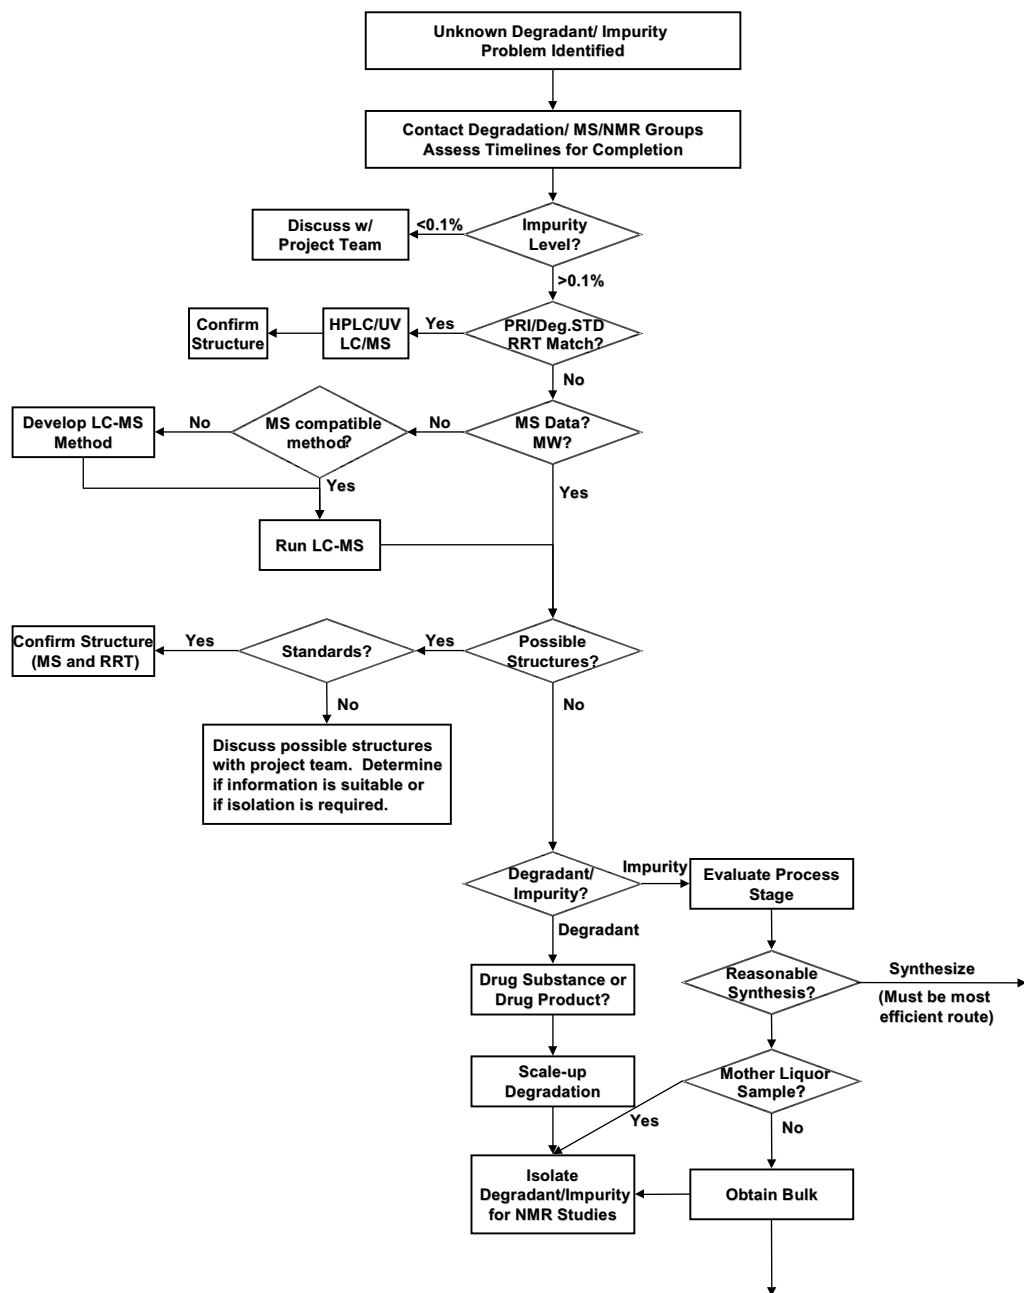 Unknown Degradant/ Impurity
Problem Identified
Contact Degradation/ MS/NMR Groups
Assess Timelines for Completion
Discuss w/
Project Team
<0.1%
Impurity
Level?
>0.1%
Confirm
Structure
HPLC/UV
LC/MS
Yes
PRI/Deg.STD
RRT Match?
No
Develop LC-MS
Method
No
MS compatible
method?
No
MS Data?
MW?
Yes
Yes
Run LC-MS
Confirm Structure
(MS and RRT)
Yes
Standards?
Yes
Possible
Structures?
No
No
Discuss possible structures
with project team. Determine
if information is suitable or
if isolation is required.
Degradant/
Impurity?
Impurity
Evaluate Process
Stage
Degradant
Drug Substance or
Drug Product?
Reasonable
Synthesis?
Synthesize
(Must be most
efficient route)
Scale-up
Degradation
Mother Liquor
Sample?
Yes
No
Isolate
Degradant/Impurity
for NMR Studies
Obtain Bulk